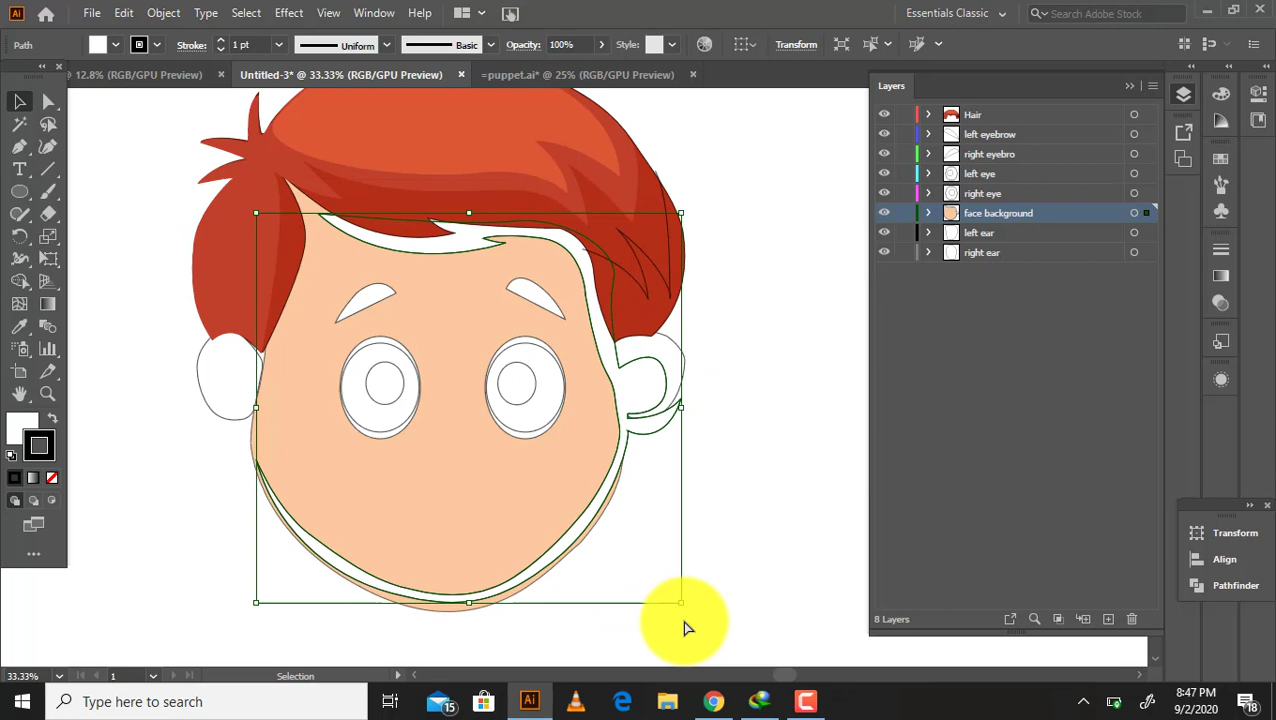 Ai File Edit Object Type Select Effect View Window Help Essentials Classic Search Adobe Stock
Path Stroke: 1 pt Uniform Basic Opacity: 100% Style: Transform
@ 12.8% (RGB/GPU Preview) × Untitled-3* @ 33.33% (RGB/GPU Preview) × =puppet.ai* @ 25% (RGB/GPU Preview) ×
Layers
Hair
left eyebrow
right eyebro
left eye
right eye
face background
left ear
right ear
Transform
Align
Pathfinder
8 Layers
33.33% 1 Selection
Type here to search 15 Ai 8:47 PM
9/2/2020 18